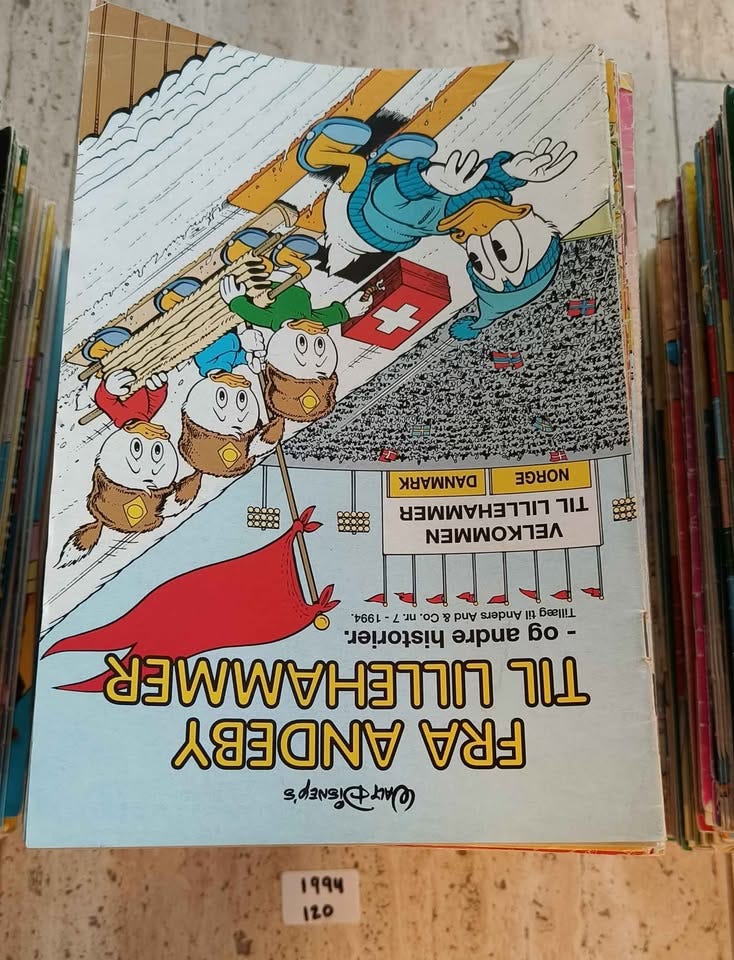 WALT DISNEY'S
FRA ANDEBY
TIL LILLEHAMMER
- og andre historier.
Tillæg til Anders And & Co. nr. 7 - 1994.
VELKOMMEN
TIL LILLEHAMMER
NORGE
DANMARK
1994
120